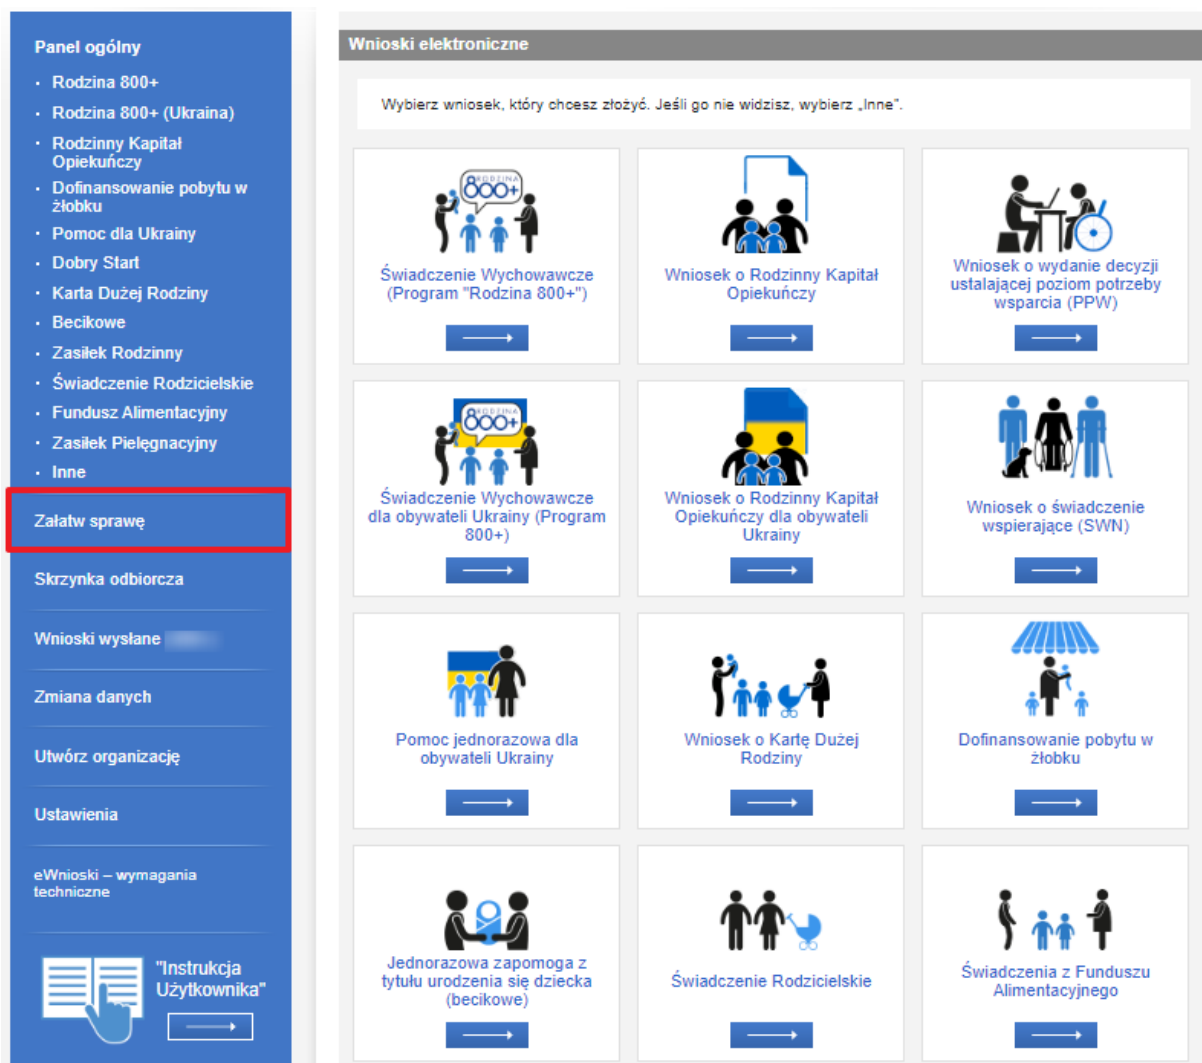 Panel ogólny
Rodzina 800+
Rodzina 800+ (Ukraina)
Rodzinny Kapitał
Opiekuńczy
Dofinansowanie pobytu w
żłobku
Pomoc dla Ukrainy
Dobry Start
Karta Dużej Rodziny
Becikowe
Zasiłek Rodzinny
Świadczenie Rodzicielskie
Fundusz Alimentacyjny
Zasiłek Pielęgnacyjny
Inne
Załatw sprawę
Skrzynka odbiorcza
Wnioski wysłane
Zmiana danych
Utwórz organizację
Ustawienia
eWnioski – wymagania
techniczne
"Instrukcja
Użytkownika"
Wnioski elektroniczne
Wybierz wniosek, który chcesz złożyć. Jeśli go nie widzisz, wybierz „Inne".
RODZINA
800+
Świadczenie Wychowawcze
(Program "Rodzina 800+")
Wniosek o Rodzinny Kapitał
Opiekuńczy
Wniosek o wydanie decyzji
ustalającej poziom potrzeby
wsparcia (PPW)
RODZINA
800+
Świadczenie Wychowawcze
dla obywateli Ukrainy (Program
800+)
Wniosek o Rodzinny Kapitał
Opiekuńczy dla obywateli
Ukrainy
Wniosek o świadczenie
wspierające (SWN)
Pomoc jednorazowa dla
obywateli Ukrainy
Wniosek o Kartę Dużej
Rodziny
Dofinansowanie pobytu w
żłobku
Jednorazowa zapomoga z
tytułu urodzenia się dziecka
(becikowe)
Świadczenie Rodzicielskie
Świadczenia z Funduszu
Alimentacyjnego